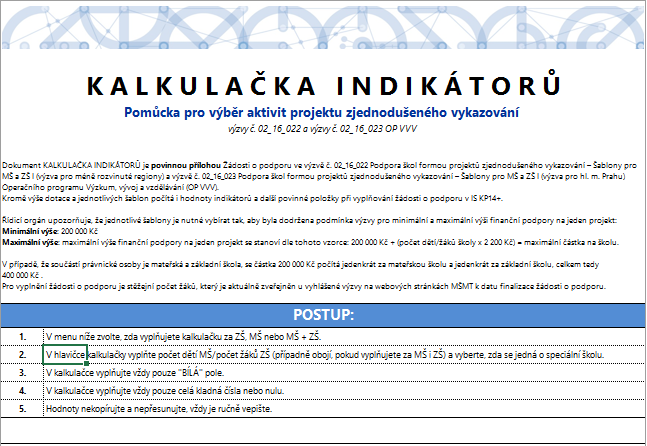 KALKULAČKA INDIKÁTORŮ
Pomůcka pro výběr aktivit projektu zjednodušeného vykazování
výzvy č. 02_16_022 a výzvy č. 02_16_023 OP VVV
Dokument KALKULAČKA INDIKÁTORŮ je povinnou přílohou Žádosti o podporu ve výzvě č. 02_16_022 Podpora škol formou projektů zjednodušeného vykazování – Šablony pro
MŠ a ZŠ I (výzva pro méně rozvinuté regiony) a výzvě č. 02_16_023 Podpora škol formou projektů zjednodušeného vykazování – Šablony pro MŠ a ZŠ I (výzva pro hl. m. Prahu)
Operačního programu Výzkum, vývoj a vzdělávání (OP VVV).
Kromě výše dotace a jednotlivých šablon počítá i hodnoty indikátorů a další povinné položky při vyplňování žádosti o podporu v IS KP14+.
Řídicí orgán upozorňuje, že jednotlivé šablony je nutné vybírat tak, aby byla dodržena podmínka výzvy pro minimální a maximální výši finanční podpory na jeden projekt:
Minimální výše: 200 000 Kč
Maximální výše: maximální výše finanční podpory na jeden projekt se stanoví dle tohoto vzorce: 200 000 Kč + (počet dětí/žáků školy x 2 200 Kč) = maximální částka na školu.
V případě, že součástí právnické osoby je mateřská a základní škola, se částka 200 000 Kč počítá jedenkrát za mateřskou školu a jedenkrát za základní školu, celkem tedy
400 000 Kč .
Pro vyplnění žádosti o podporu je stěžejní počet žáků, který je aktuálně zveřejněn u vyhlášené výzvy na webových stránkách MŠMT k datu finalizace žádosti o podporu.
POSTUP:
1. V menu níže zvolte, zda vyplňujete kalkulačku za ZŠ, MŠ nebo MŠ + ZŠ.
2. V hlavičce kalkulačky vyplňte počet dětí MŠ/počet žáků ZŠ (případně obojí, pokud vyplňujete za MŠ i ZŠ) a vyberte, zda se jedná o speciální školu.
3. V kalkulačce vyplňujte vždy pouze "BÍLÁ" pole.
4. V kalkulačce vyplňujte vždy pouze celá kladná čísla nebo nulu.
5. Hodnoty nekopírujte a nepřesunujte, vždy je ručně vepište.